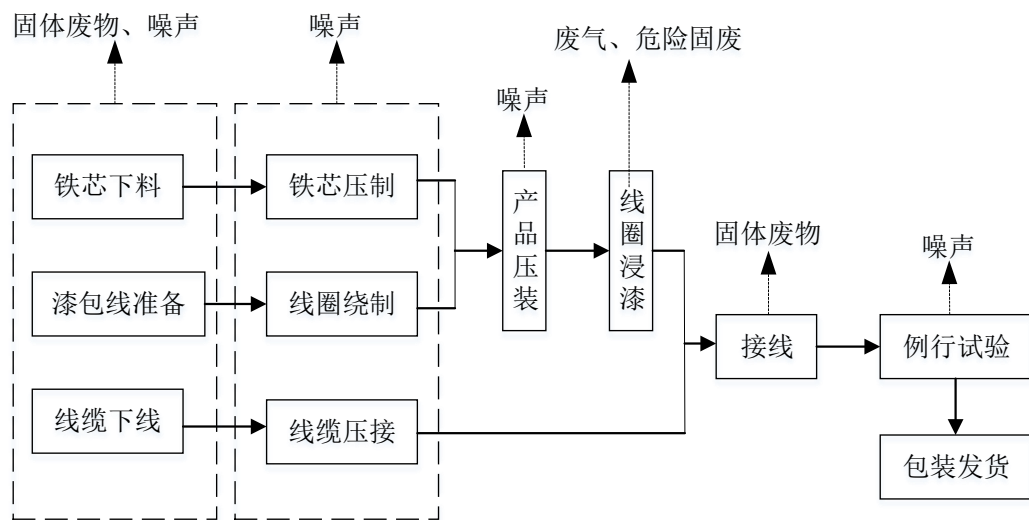 固体废物、噪声
噪声
废气、危险固废
噪声
铁芯下料
铁芯压制
产品压装
线圈浸漆
固体废物
噪声
漆包线准备
线圈绕制
接线
例行试验
线缆下线
线缆压接
包装发货